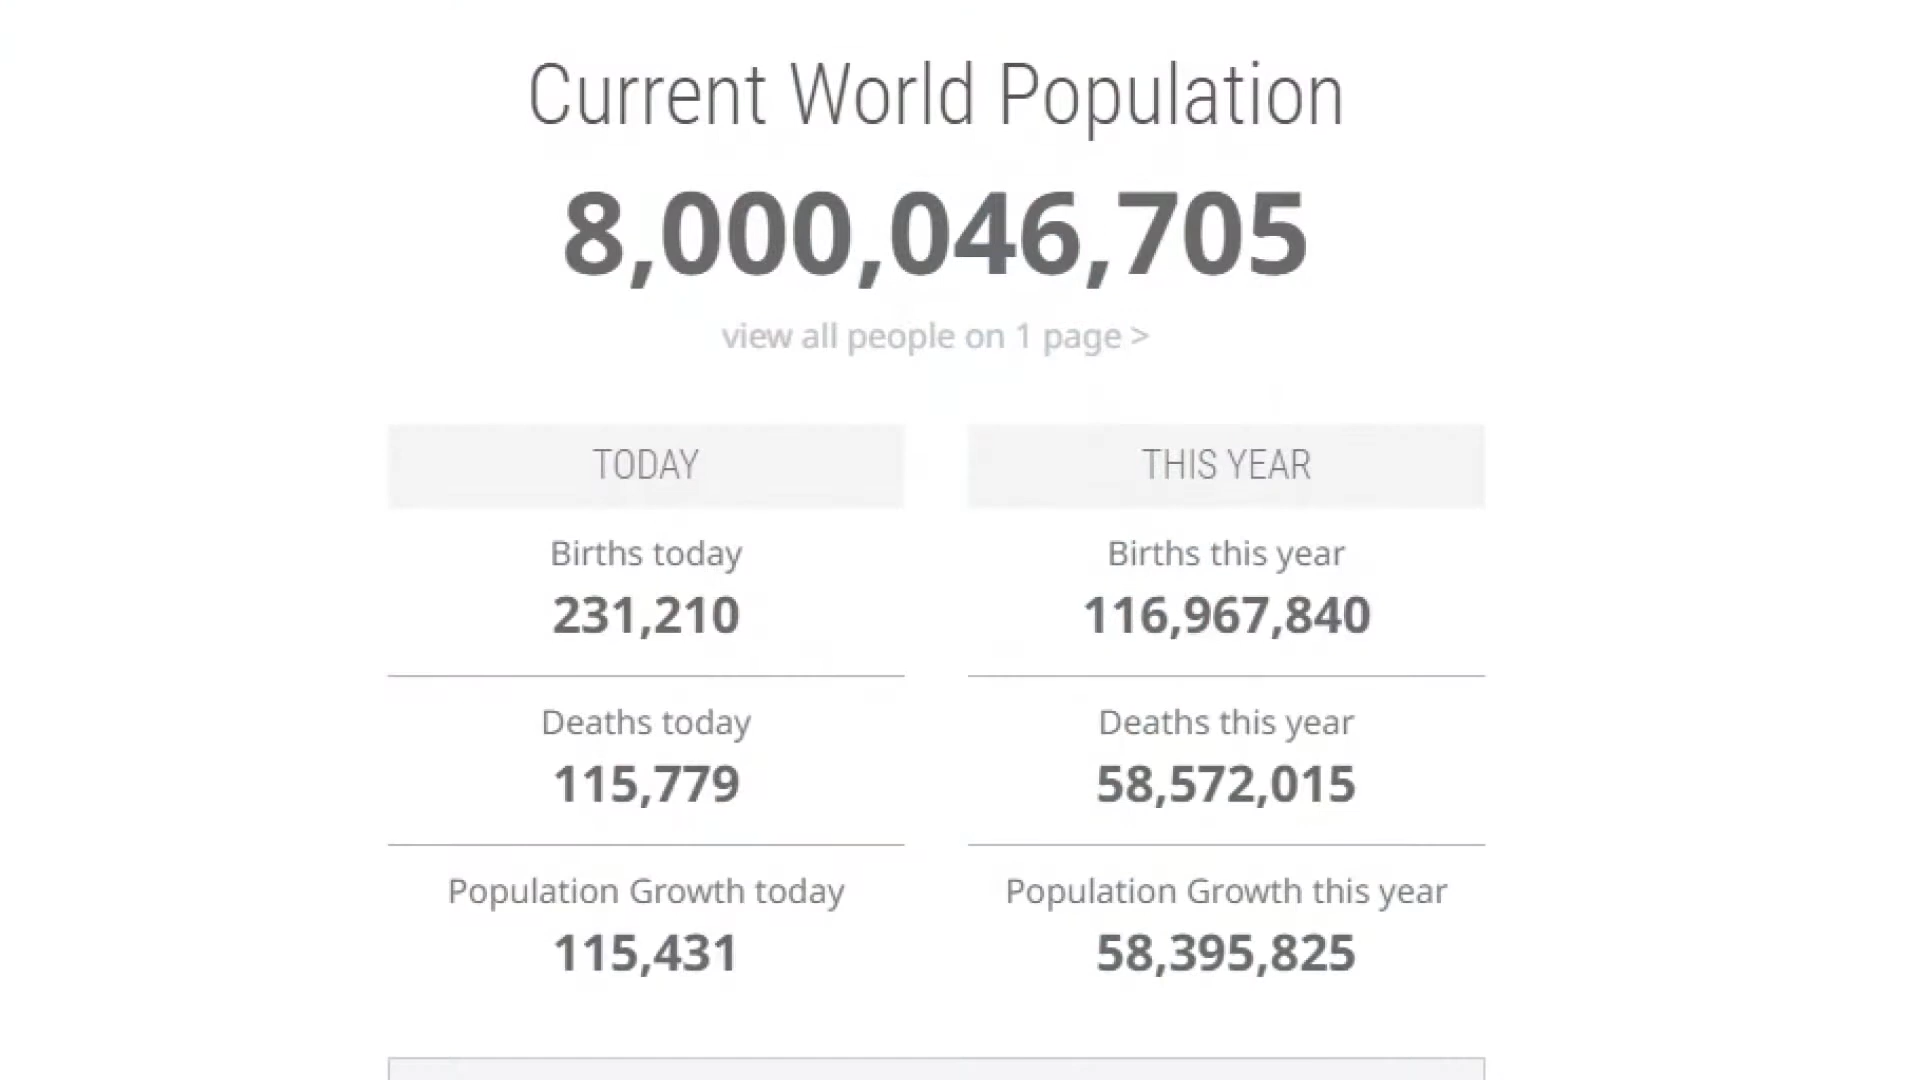 Current World Population
8,000,046,705
view all people on 1 page >
TODAY
Births today
231,210
Deaths today
115,779
Population Growth today
115,431
THIS YEAR
Births this year
116,967,840
Deaths this year
58,572,015
Population Growth this year
58,395,825